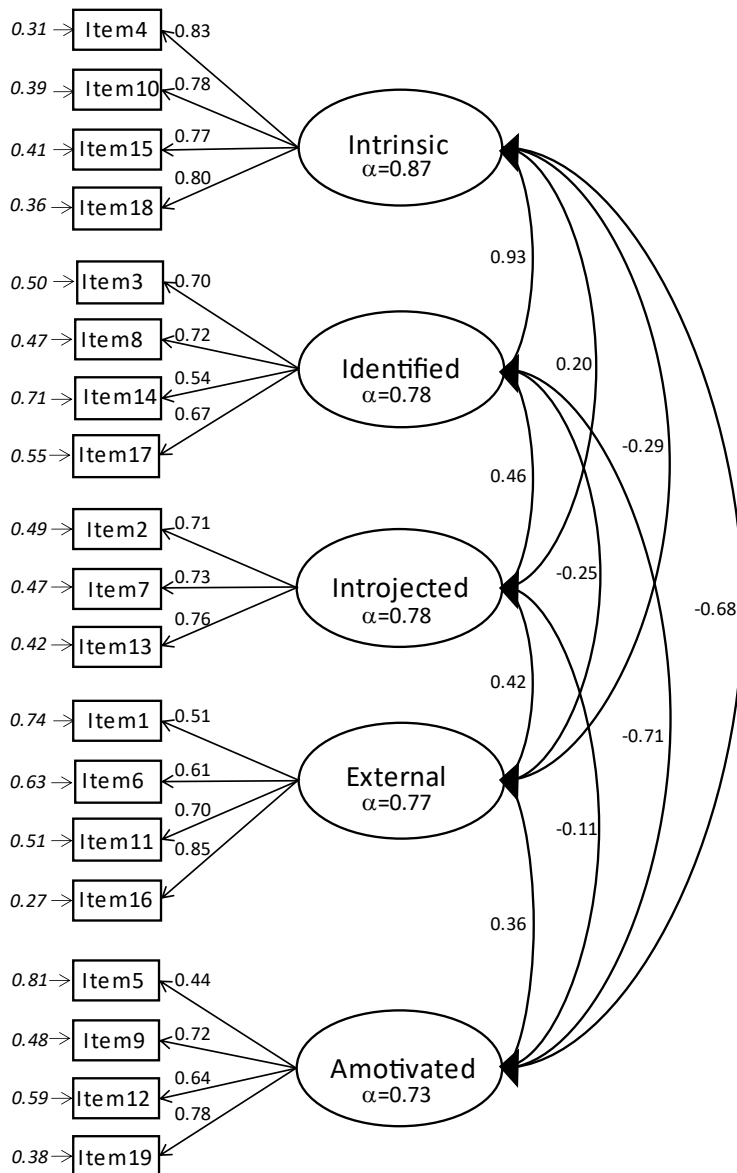 0.31 Item4 0.83
0.39 Item10 0.78
0.41 Item15 0.77
0.36 Item18 0.80
Intrinsic
α=0.87
0.93
0.50 Item3 0.70
0.47 Item8 0.72
0.71 Item14 0.54
0.55 Item17 0.67
Identified
α=0.78
0.20
-0.29
0.46
0.49 Item2 0.71
0.47 Item7 0.73
0.42 Item13 0.76
Introjected
α=0.78
-0.25
-0.68
0.42
0.74 Item1 0.51
0.63 Item6 0.61
0.51 Item11 0.70
0.27 Item16 0.85
External
α=0.77
-0.71
-0.11
0.36
0.81 Item5 0.44
0.48 Item9 0.72
0.59 Item12 0.64
0.38 Item19 0.78
Amotivated
α=0.73